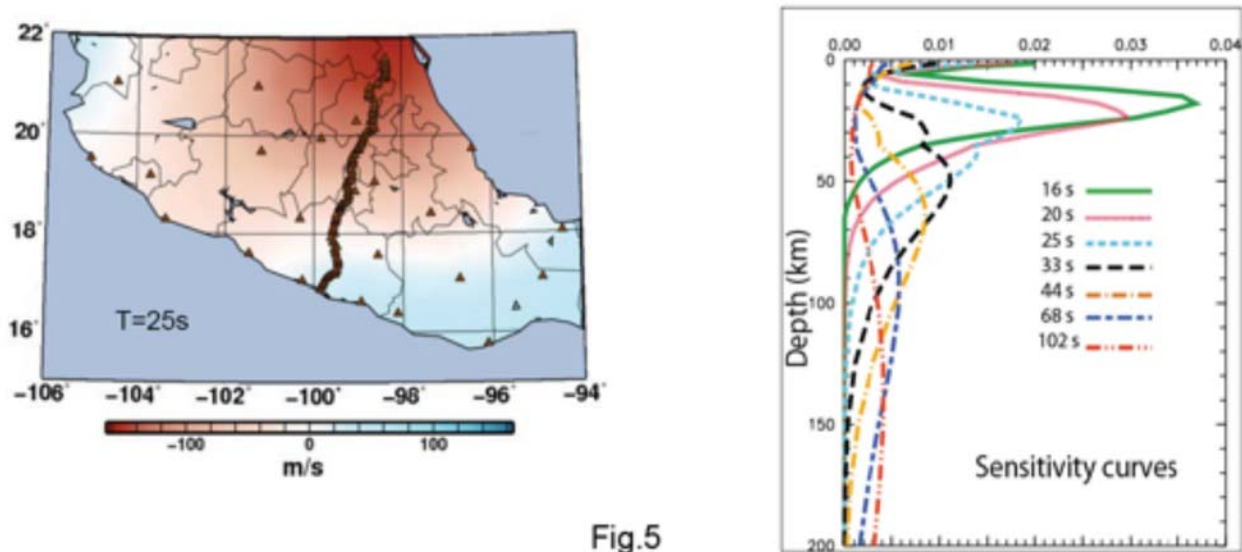 22˚
20˚
18˚
16˚
T=25s
-106˚ -104˚ -102˚ -100˚ -98˚ -96˚ -94˚
-100 0 100
m/s
Fig.5
0.00 0.01 0.02 0.03 0.04
0
50
100
150
200
Depth (km)
16 s
20 s
25 s
33 s
44 s
68 s
102 s
Sensitivity curves